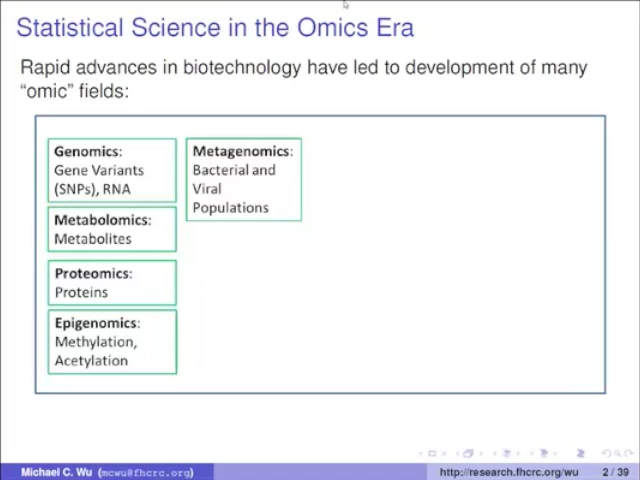 Statistical Science in the Omics Era
Rapid advances in biotechnology have led to development of many
“omic” fields:
Genomics:
Gene Variants
(SNPs), RNA
Metabolomics:
Metabolites
Proteomics:
Proteins
Epigenomics:
Methylation,
Acetylation
Metagenomics:
Bacterial and
Viral
Populations
Michael C. Wu (mcwu@fhcrc.org)
http://research.fhcrc.org/wu
2 / 39